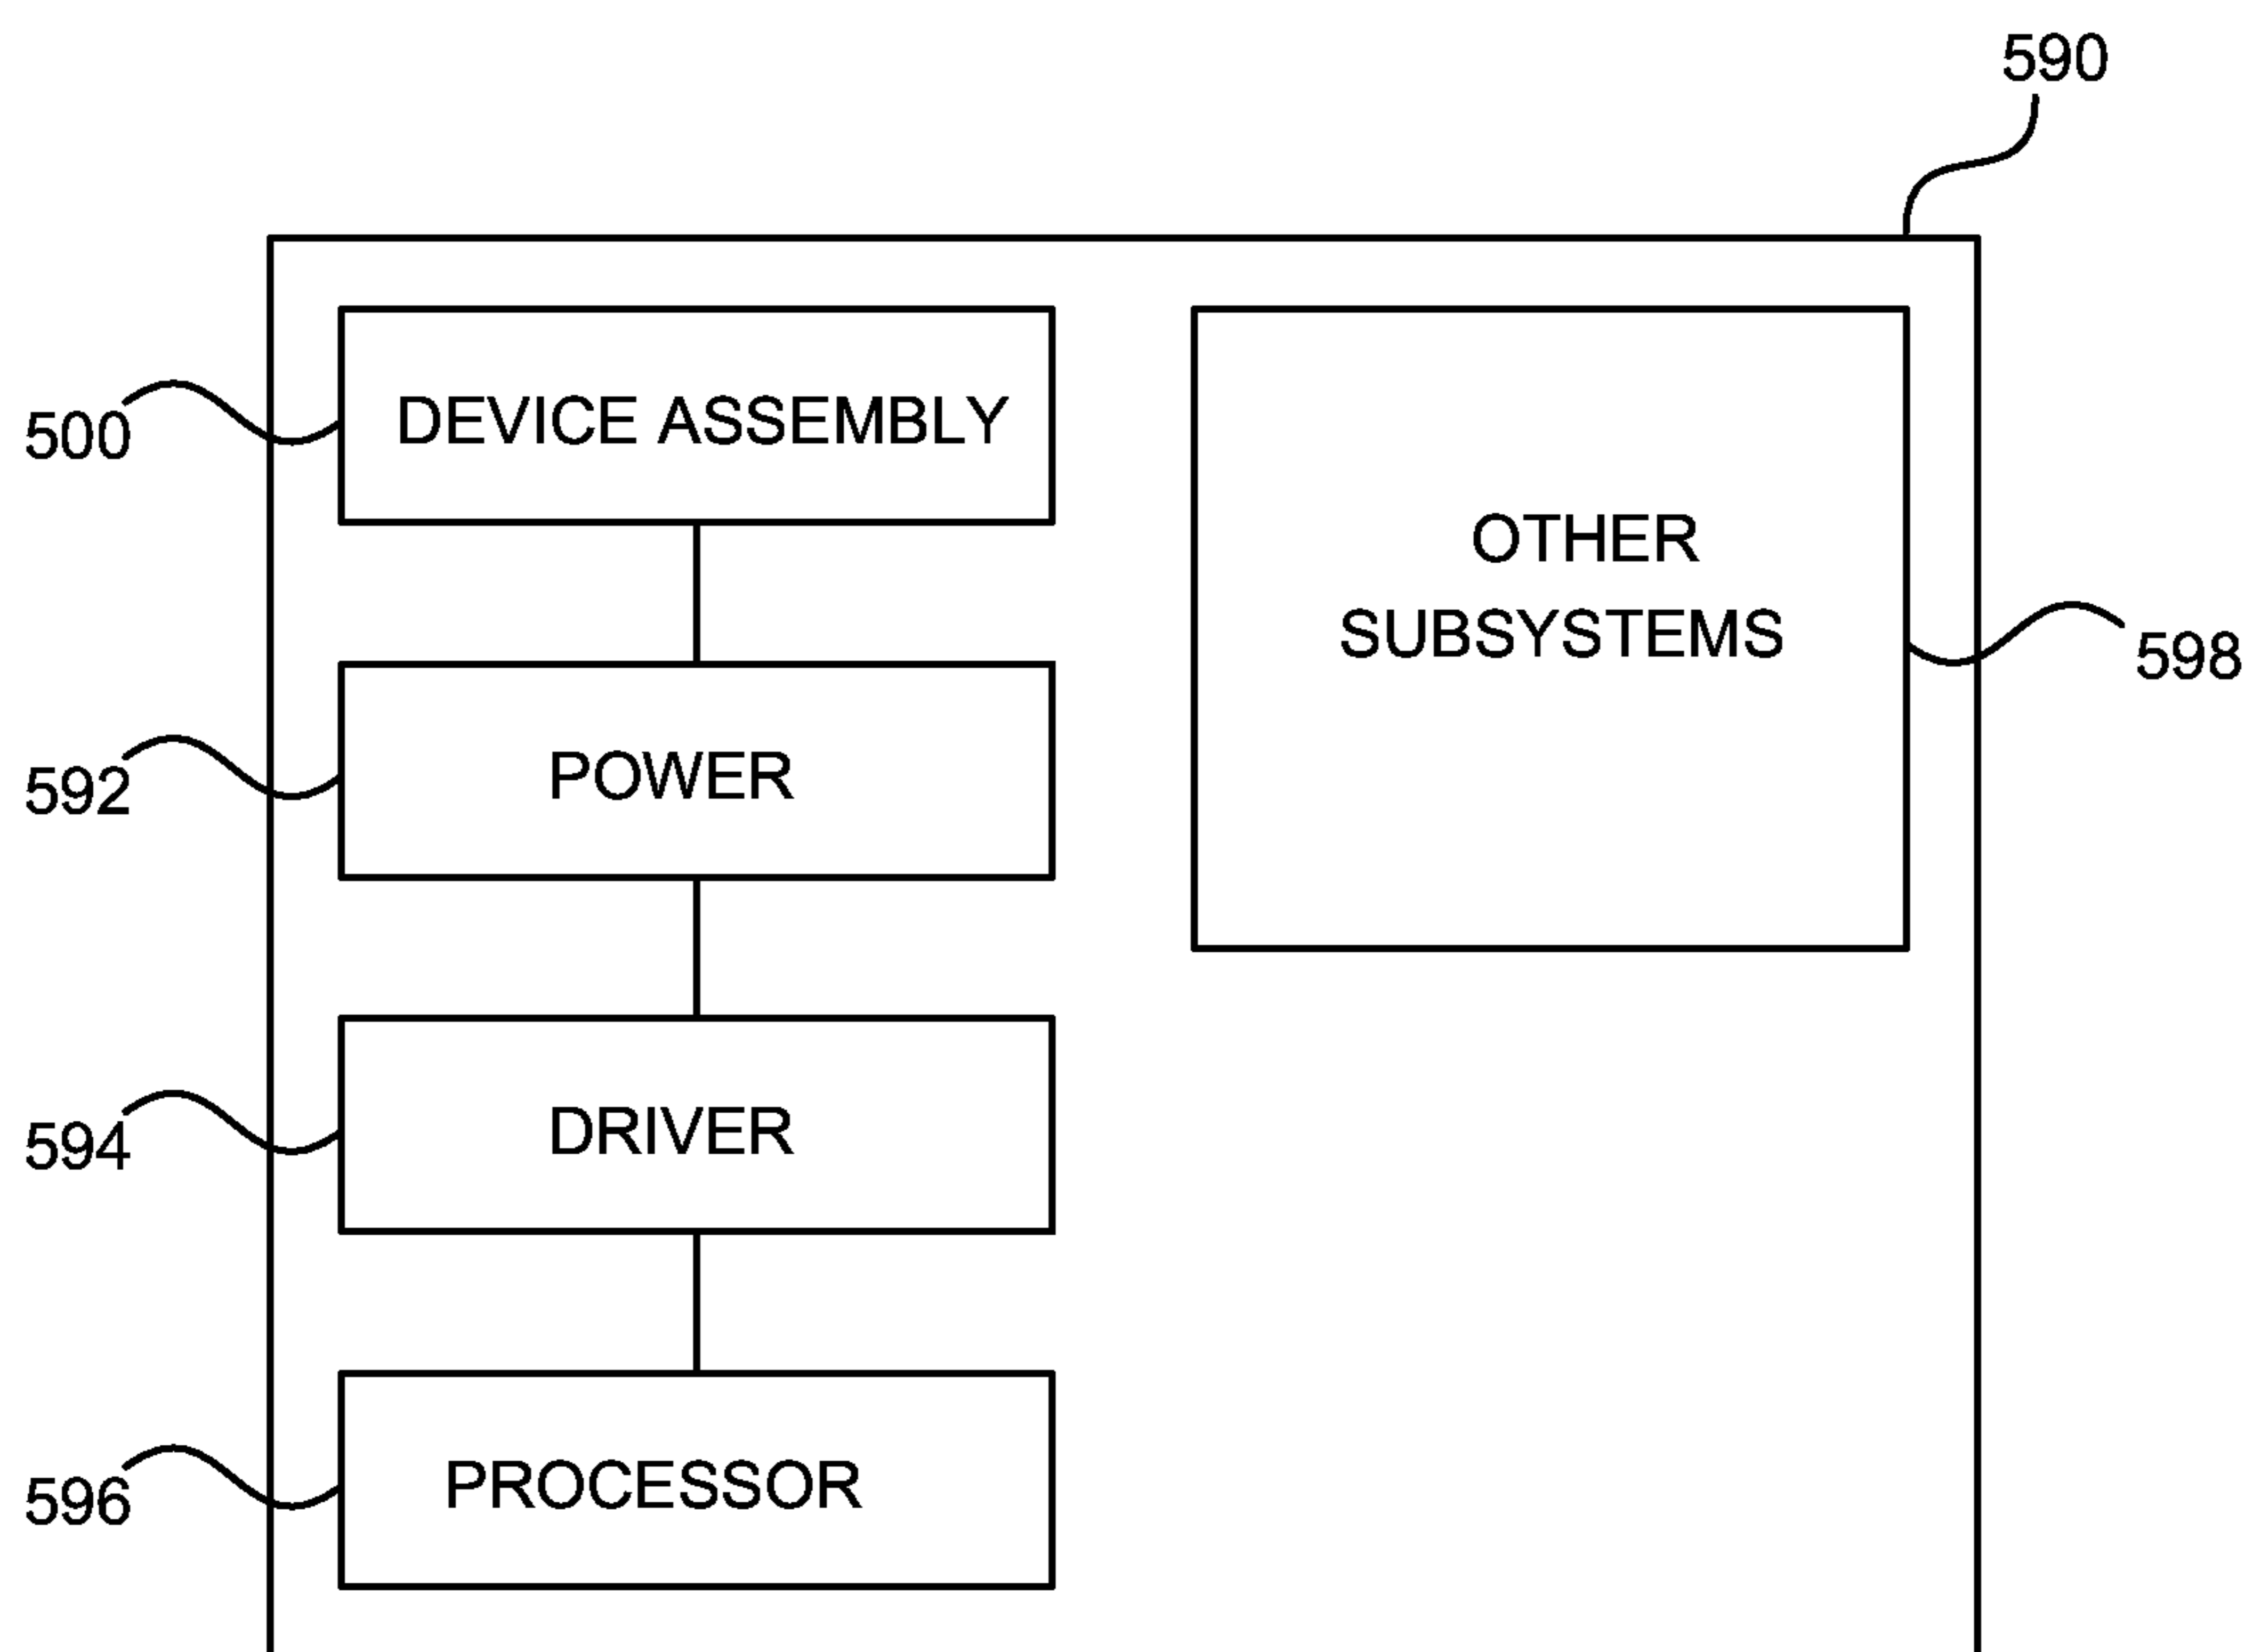 590
500
DEVICE ASSEMBLY
OTHER
SUBSYSTEMS
598
592
POWER
594
DRIVER
596
PROCESSOR